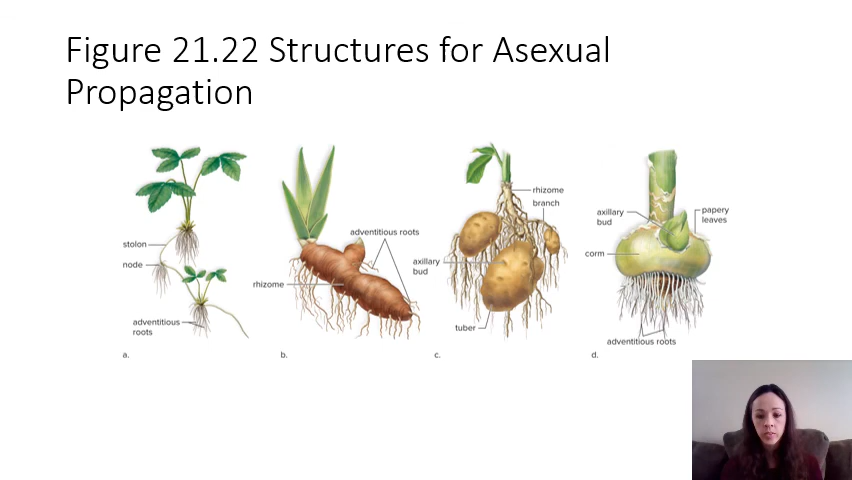 Figure 21.22 Structures for Asexual
Propagation
stolon
node
adventitious
roots
a.
adventitious roots
rhizome
b.
rhizome
branch
axillary
bud
tuber
c.
axillary
bud
papery
leaves
corm
adventitious roots
d.